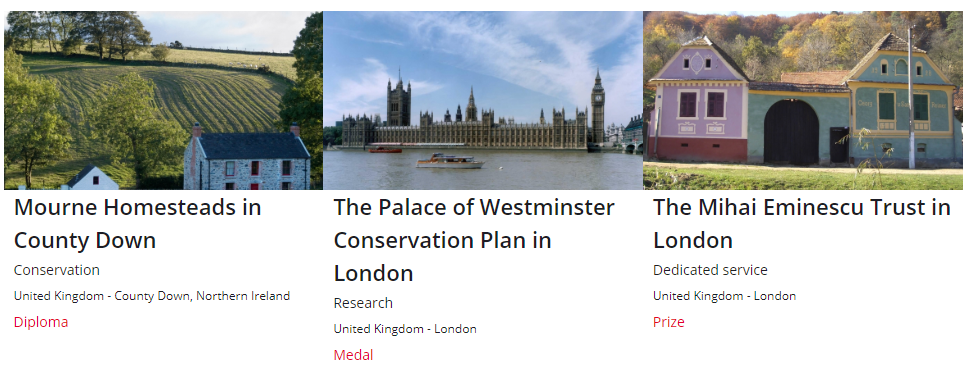 Mourne Homesteads in
County Down
Conservation
United Kingdom - County Down, Northern Ireland
Diploma
The Palace of Westminster
Conservation Plan in
London
Research
United Kingdom - London
Medal
The Mihai Eminescu Trust in
London
Dedicated service
United Kingdom - London
Prize